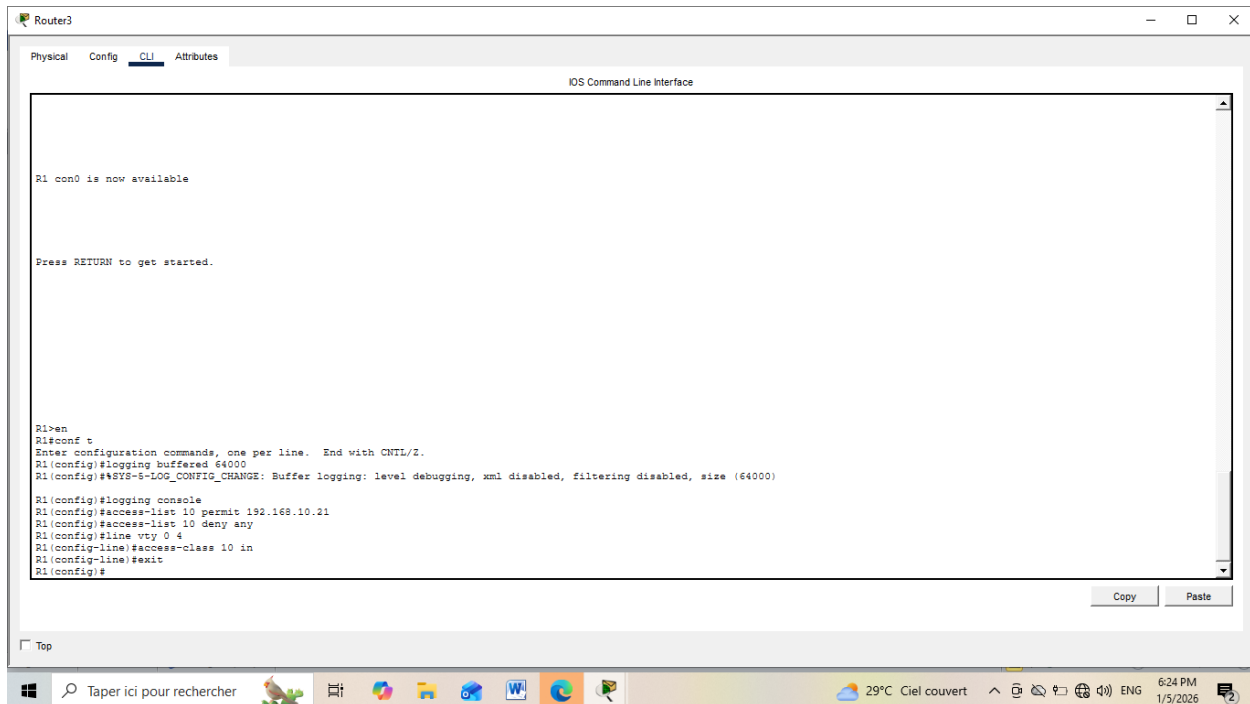 Router3
Physical Config CLI Attributes
IOS Command Line Interface
R1 con0 is now available
Press RETURN to get started.
R1>en
R1#conf t
Enter configuration commands, one per line.  End with CNTL/Z.
R1(config)#logging buffered 64000
R1(config)#%SYS-5-LOG_CONFIG_CHANGE: Buffer logging: level debugging, xml disabled, filtering disabled, size (64000)
R1(config)#logging console
R1(config)#access-list 10 permit 192.168.10.21
R1(config)#access-list 10 deny any
R1(config)#line vty 0 4
R1(config-line)#access-class 10 in
R1(config-line)#exit
R1(config)#
Copy Paste
Top
Taper ici pour rechercher
29°C Ciel couvert
ENG
6:24 PM
1/5/2026
2